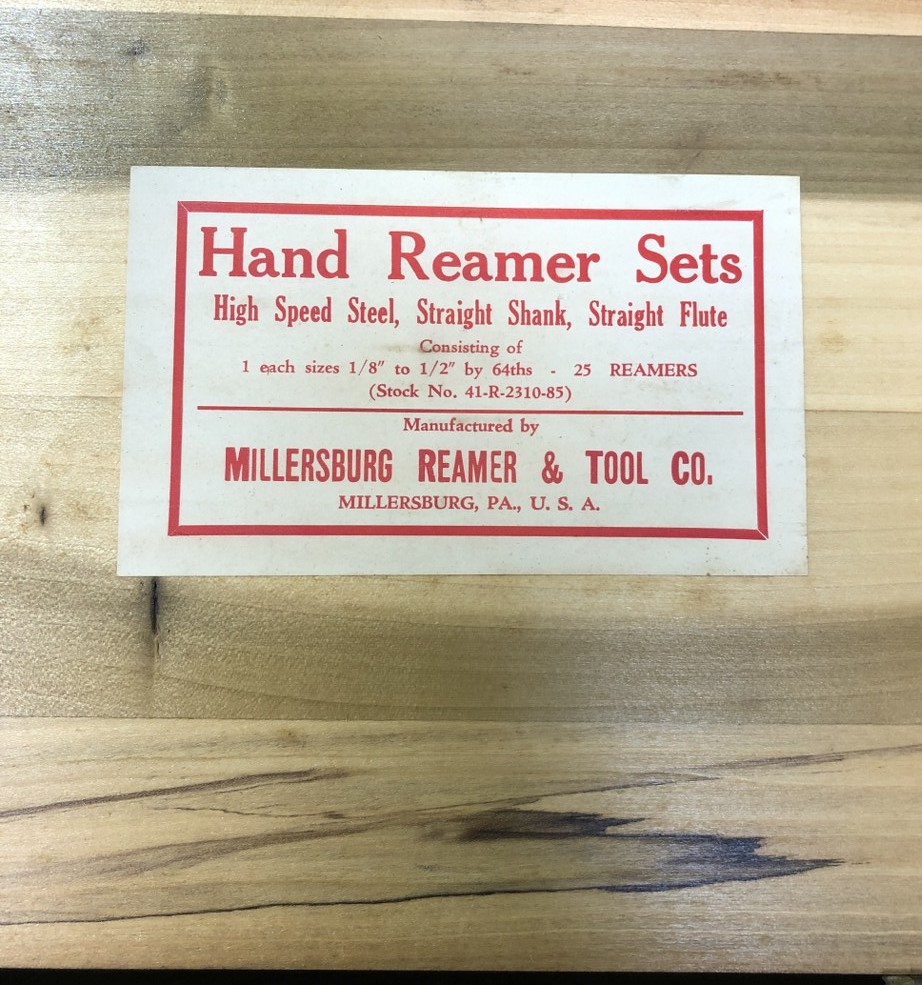 Hand Reamer Sets
High Speed Steel, Straight Shank, Straight Flute
Consisting of
1 each sizes 1/8" to 1/2" by 64ths - 25 REAMERS
(Stock No. 41-R-2310-85)
Manufactured by
MILLERSBURG REAMER & TOOL CO.
MILLERSBURG, PA., U. S. A.